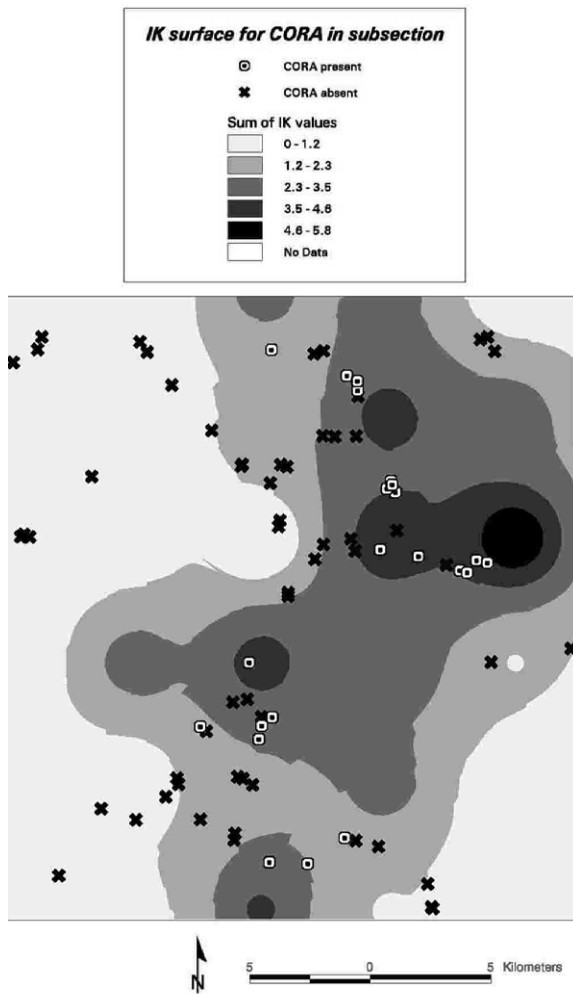 IK surface for CORA in subsection
CORA present
CORA absent
Sum of IK values
0 - 1.2
1.2 - 2.3
2.3 - 3.5
3.5 - 4.6
4.6 - 5.8
No Data
N
5 0 5 Kilometers